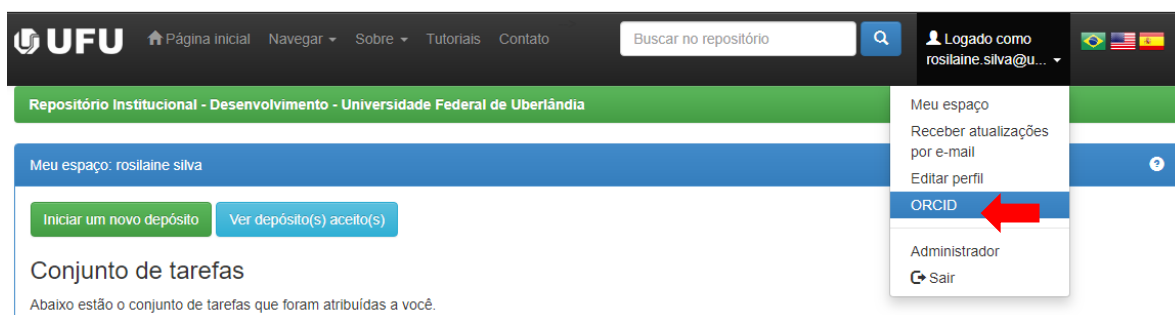 UFU
Página inicial Navegar Sobre Tutoriais Contato
Buscar no repositório
Logado como
rosilaine.silva@u...
Repositório Institucional - Desenvolvimento - Universidade Federal de Uberlândia
Meu espaço
Receber atualizações
por e-mail
Editar perfil
ORCID
Administrador
Sair
Meu espaço: rosilaine silva
?
Iniciar um novo depósito Ver depósito(s) aceito(s)
Conjunto de tarefas
Abaixo estão o conjunto de tarefas que foram atribuídas a você.